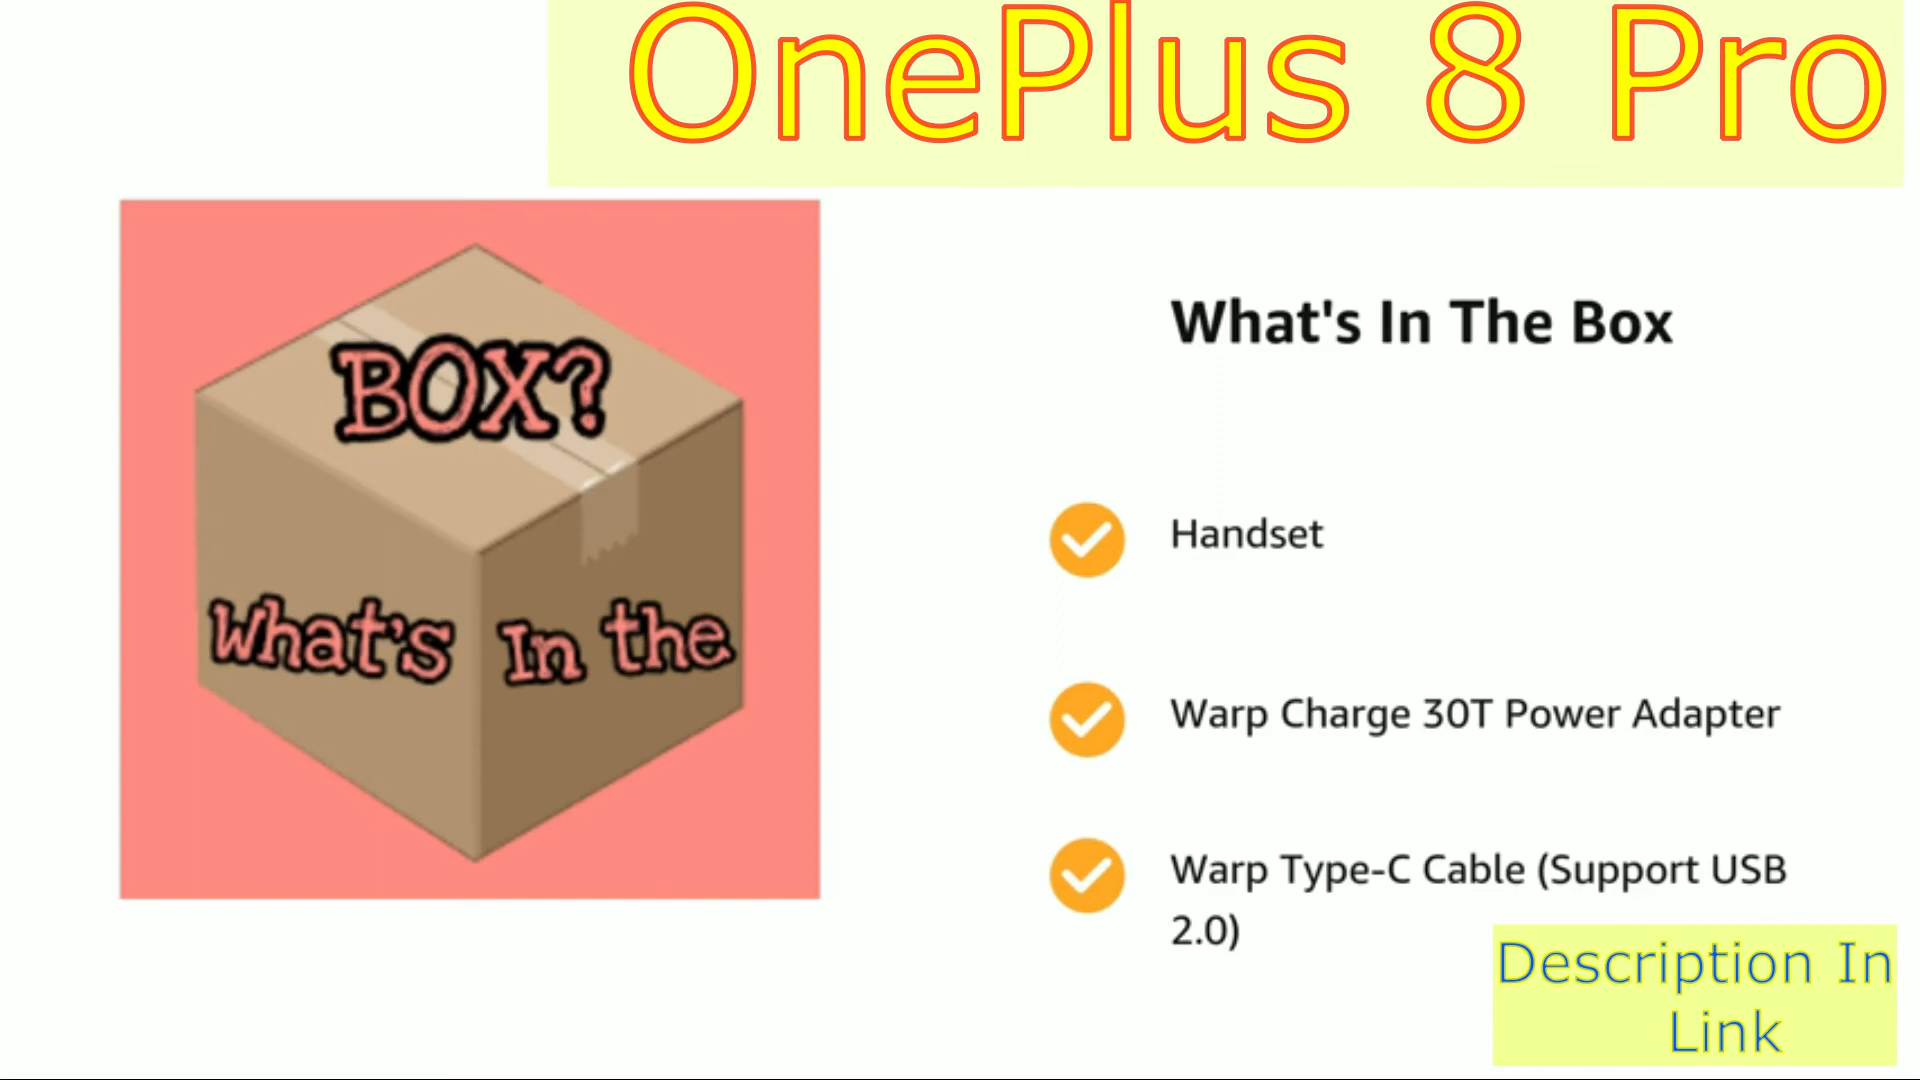 OnePlus 8 Pro
BOX?
What's In the
What's In The Box
Handset
Warp Charge 30T Power Adapter
Warp Type-C Cable (Support USB
2.0)
Description In
Link